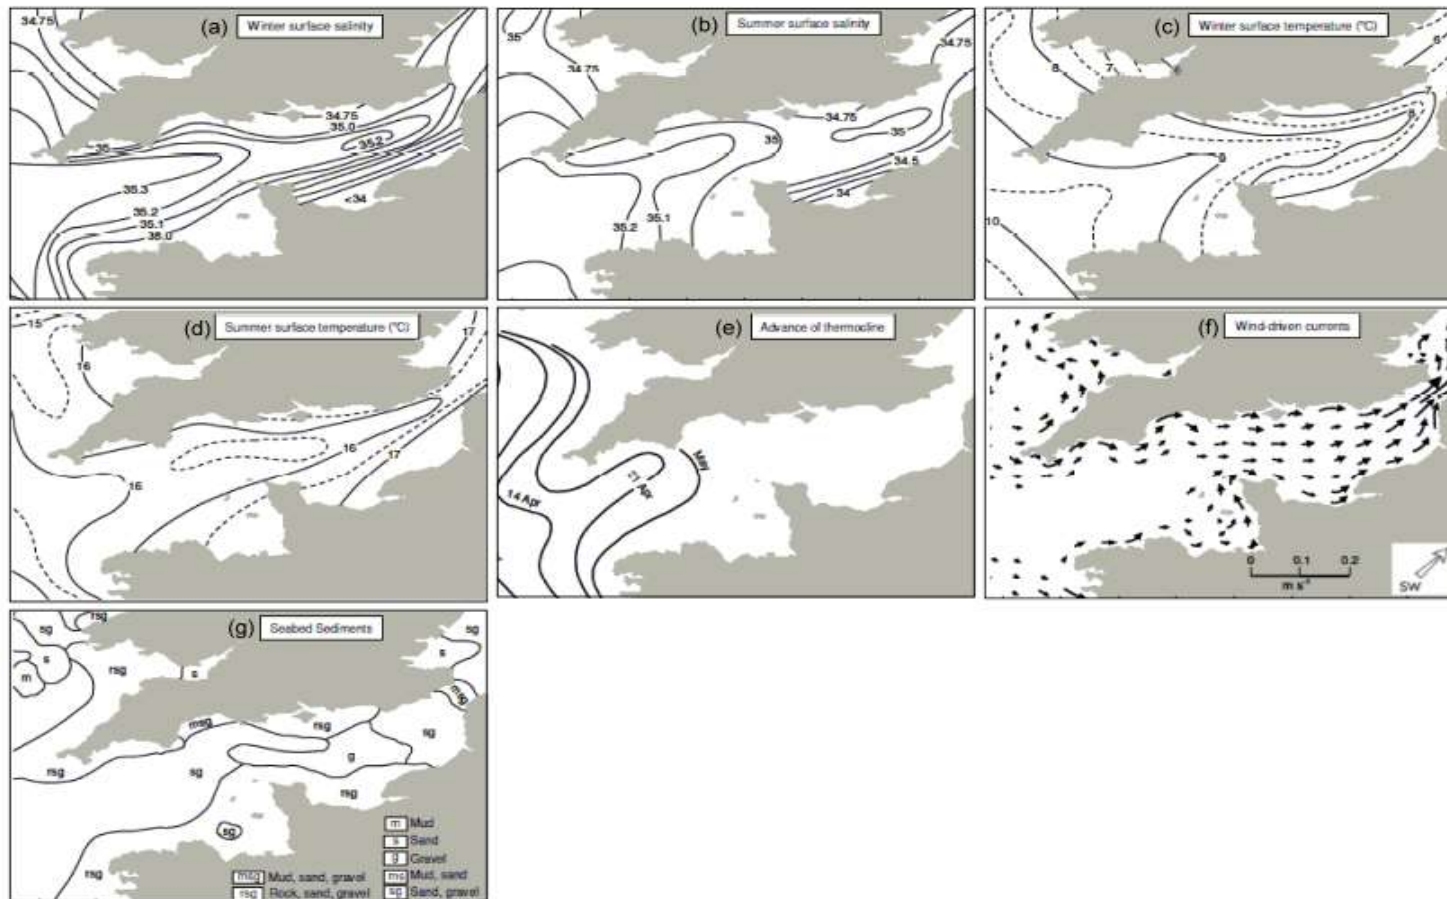 (a) Winter surface salinity
34.75
34.75
35.0
35
35.2
35.3
35.2
35.1
38.0
<34
(b) Summer surface salinity
35
34.75
34.75
34.75
35
35
34.5
34
35.1
35.2
(c) Winter surface temperature (°C)
6
8
7
6
7
8
9
10
(d) Summer surface temperature (°C)
15
17
16
16
17
16
(e) Advance of thermocline
May
21 Apr
14 Apr
(f) Wind-driven currents
0 0.1 0.2
m s⁻¹
SW
(g) Seabed Sediments
sg
rsg
sg
s
s
rsg
m
s
msg
msg
rsg
sg
g
rsg
sg
rsg
sg
rsg
m Mud
s Sand
g Gravel
msg Mud, sand, gravel
ms Mud, sand
rsg Rock, sand, gravel
sg Sand, gravel